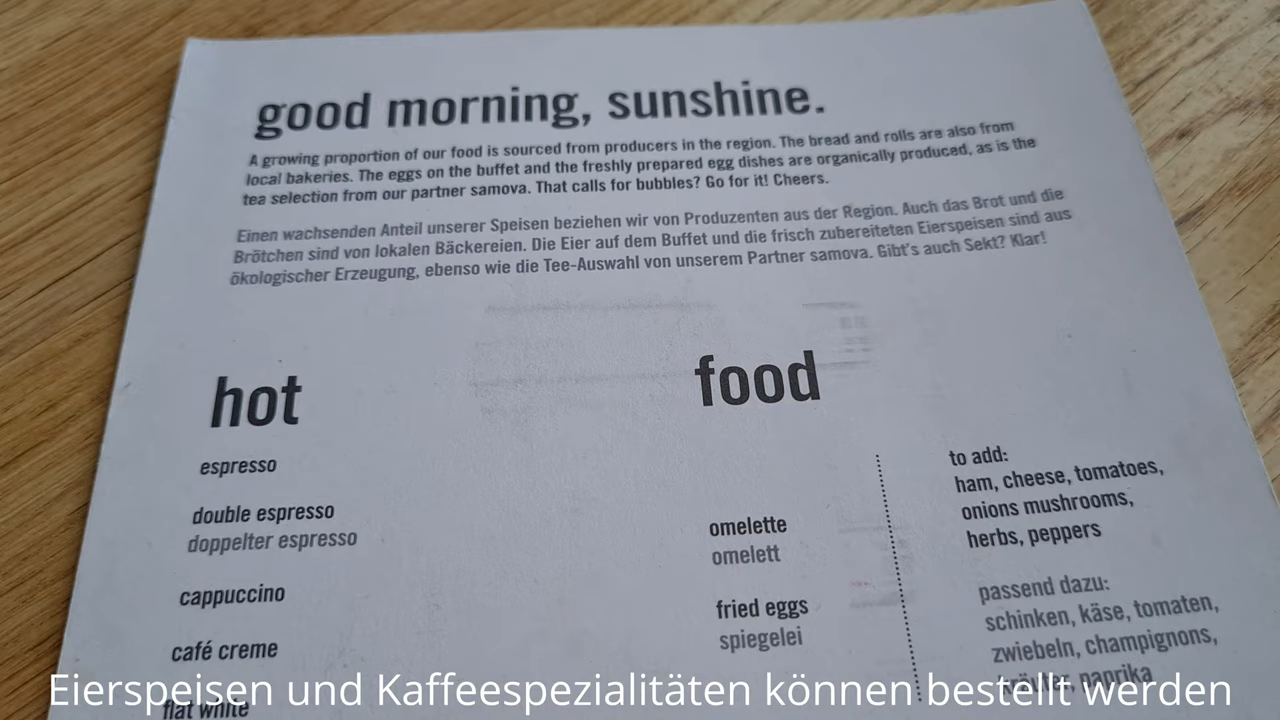 good morning, sunshine.
A growing proportion of our food is sourced from producers in the region. The bread and rolls are also from
local bakeries. The eggs on the buffet and the freshly prepared egg dishes are organically produced, as is the
tea selection from our partner samova. That calls for bubbles? Go for it! Cheers.
Einen wachsenden Anteil unserer Speisen beziehen wir von Produzenten aus der Region. Auch das Brot und die
Brötchen sind von lokalen Bäckereien. Die Eier auf dem Buffet und die frisch zubereiteten Eierspeisen sind aus
ökologischer Erzeugung, ebenso wie die Tee-Auswahl von unserem Partner samova. Gibt's auch Sekt? Klar!
hot
espresso
double espresso
doppelter espresso
cappuccino
café creme
flat white
food
omelette
omelett
fried eggs
spiegelei
to add:
ham, cheese, tomatoes,
onions mushrooms,
herbs, peppers
passend dazu:
schinken, käse, tomaten,
zwiebeln, champignons,
kräuter, paprika
Eierspeisen und Kaffeespezialitäten können bestellt werden